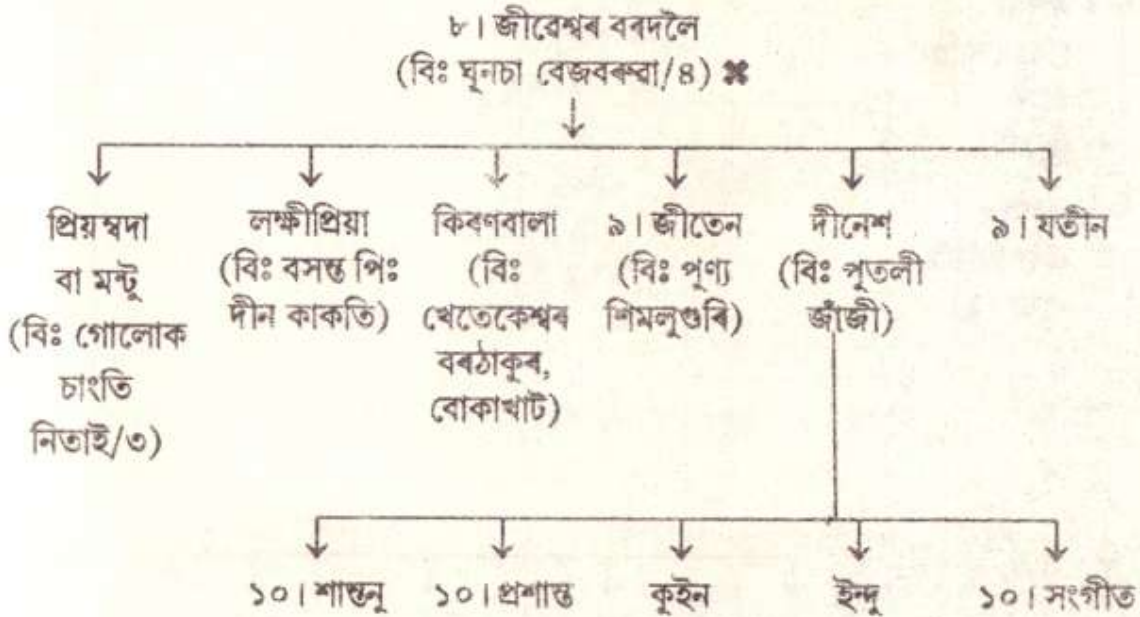 ৮। জীৱেশ্বৰ বৰদলৈ
(বিঃ ঘূনচা বেজবৰুৱা/৪) ✖
প্ৰিয়ম্বদা
বা মন্টু
(বিঃ গোলোক
চাংতি
নিতাই/৩)
লক্ষীপ্ৰিয়া
(বিঃ বসন্ত পিঃ
দীন কাকতি)
কিৰণবালা
(বিঃ
খেতেকেশ্বৰ
বৰঠাকুৰ,
বোকাখাট)
৯। জীতেন
(বিঃ পূণ্য
শিমলুগুৰি)
দীনেশ
(বিঃ পুতলী
জাঁজী)
৯। যতীন
১০। শান্তনু
১০। প্ৰশান্ত
কুইন
ইন্দু
১০। সংগীত